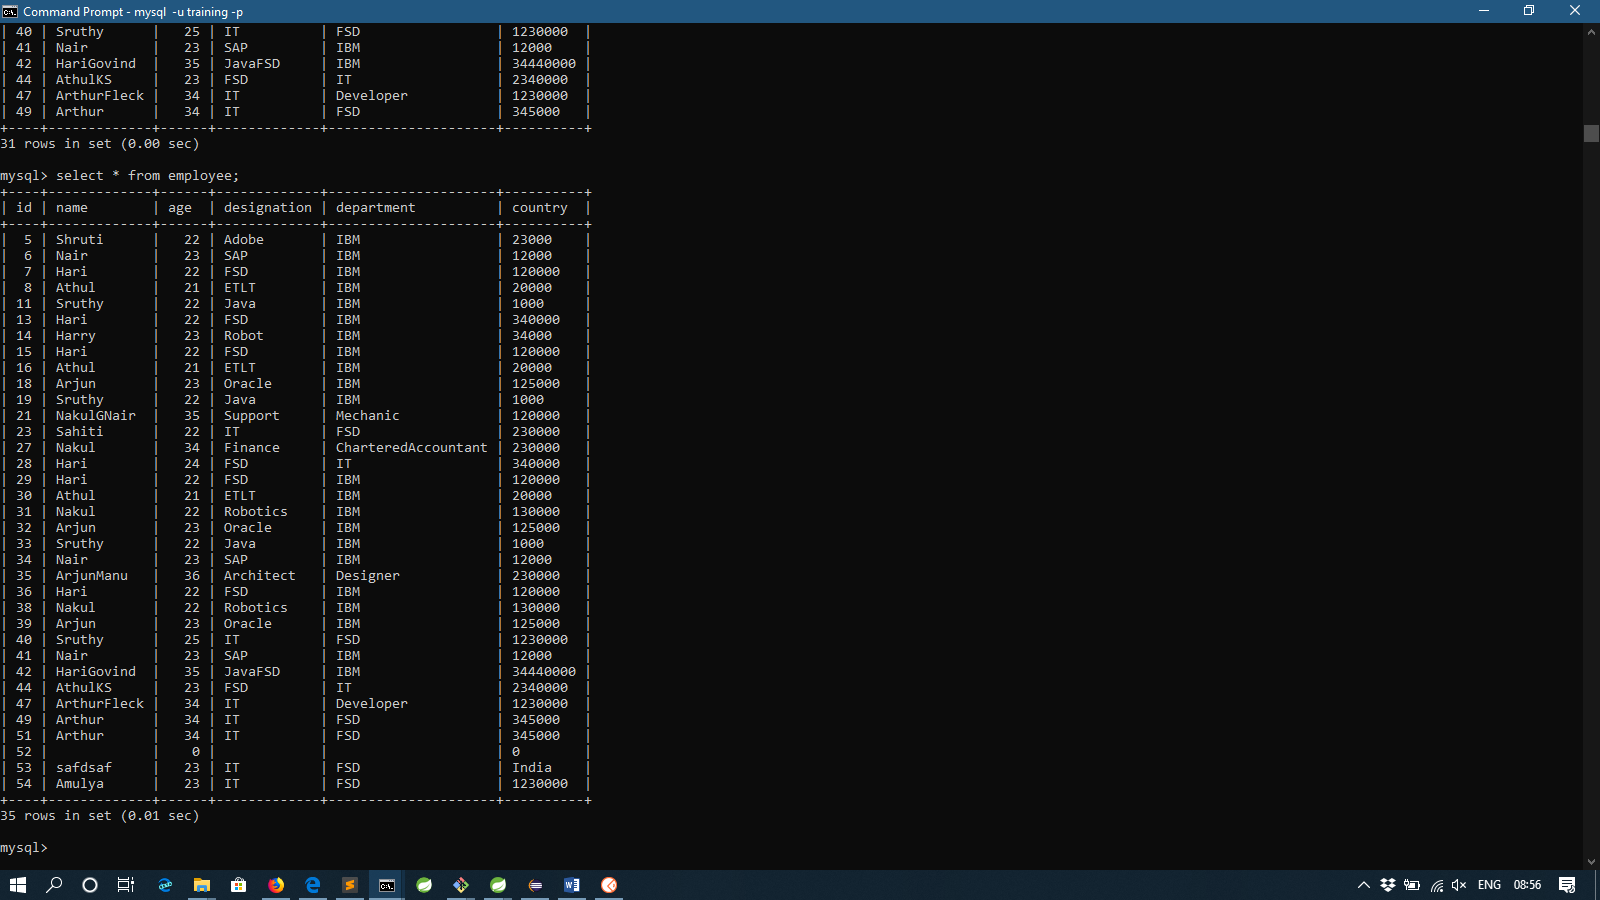 Command Prompt - mysql  -u training -p
| 40 | Sruthy      |   25 | IT          | FSD                 | 1230000  |
| 41 | Nair        |   23 | SAP         | IBM                 | 12000    |
| 42 | HariGovind  |   35 | JavaFSD     | IBM                 | 34440000 |
| 44 | AthulKS     |   23 | FSD         | IT                  | 2340000  |
| 47 | ArthurFleck |   34 | IT          | Developer           | 1230000  |
| 49 | Arthur      |   34 | IT          | FSD                 | 345000   |
+----+-------------+------+-------------+---------------------+----------+
31 rows in set (0.00 sec)
mysql> select * from employee;
+----+-------------+------+-------------+---------------------+----------+
| id | name        | age  | designation | department          | country  |
+----+-------------+------+-------------+---------------------+----------+
|  5 | Shruti      |   22 | Adobe       | IBM                 | 23000    |
|  6 | Nair        |   23 | SAP         | IBM                 | 12000    |
|  7 | Hari        |   22 | FSD         | IBM                 | 120000   |
|  8 | Athul       |   21 | ETLT        | IBM                 | 20000    |
| 11 | Sruthy      |   22 | Java        | IBM                 | 1000     |
| 13 | Hari        |   22 | FSD         | IBM                 | 340000   |
| 14 | Harry       |   23 | Robot       | IBM                 | 34000    |
| 15 | Hari        |   22 | FSD         | IBM                 | 120000   |
| 16 | Athul       |   21 | ETLT        | IBM                 | 20000    |
| 18 | Arjun       |   23 | Oracle      | IBM                 | 125000   |
| 19 | Sruthy      |   22 | Java        | IBM                 | 1000     |
| 21 | NakulGNair  |   35 | Support     | Mechanic            | 120000   |
| 23 | Sahiti      |   22 | IT          | FSD                 | 230000   |
| 27 | Nakul       |   34 | Finance     | CharteredAccountant | 230000   |
| 28 | Hari        |   24 | FSD         | IT                  | 340000   |
| 29 | Hari        |   22 | FSD         | IBM                 | 120000   |
| 30 | Athul       |   21 | ETLT        | IBM                 | 20000    |
| 31 | Nakul       |   22 | Robotics    | IBM                 | 130000   |
| 32 | Arjun       |   23 | Oracle      | IBM                 | 125000   |
| 33 | Sruthy      |   22 | Java        | IBM                 | 1000     |
| 34 | Nair        |   23 | SAP         | IBM                 | 12000    |
| 35 | ArjunManu   |   36 | Architect   | Designer            | 230000   |
| 36 | Hari        |   22 | FSD         | IBM                 | 120000   |
| 38 | Nakul       |   22 | Robotics    | IBM                 | 130000   |
| 39 | Arjun       |   23 | Oracle      | IBM                 | 125000   |
| 40 | Sruthy      |   25 | IT          | FSD                 | 1230000  |
| 41 | Nair        |   23 | SAP         | IBM                 | 12000    |
| 42 | HariGovind  |   35 | JavaFSD     | IBM                 | 34440000 |
| 44 | AthulKS     |   23 | FSD         | IT                  | 2340000  |
| 47 | ArthurFleck |   34 | IT          | Developer           | 1230000  |
| 49 | Arthur      |   34 | IT          | FSD                 | 345000   |
| 51 | Arthur      |   34 | IT          | FSD                 | 345000   |
| 52 |             |    0 |             |                     | 0        |
| 53 | safdsaf     |   23 | IT          | FSD                 | India    |
| 54 | Amulya      |   23 | IT          | FSD                 | 1230000  |
+----+-------------+------+-------------+---------------------+----------+
35 rows in set (0.01 sec)
mysql>
ENG 08:56